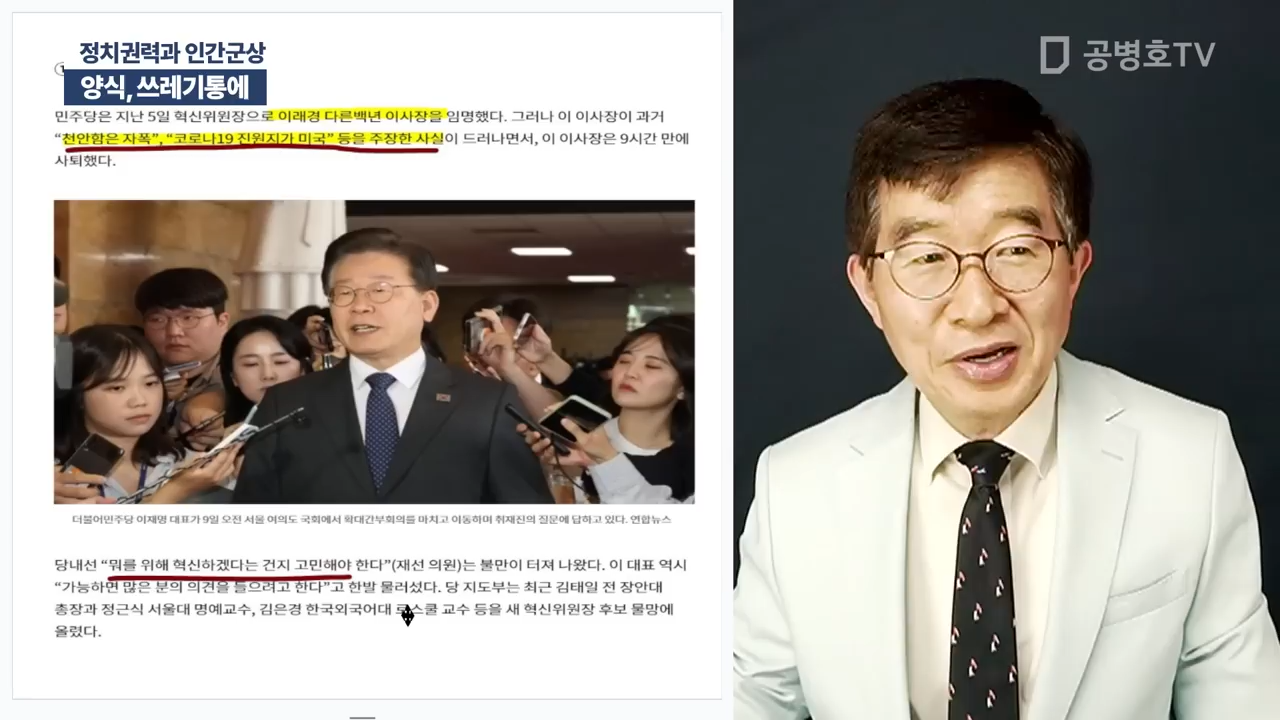 정치권력과 인간군상
양식, 쓰레기통에
공병호TV
민주당은 지난 5일 혁신위원장으로 이래경 다른백년 이사장을 임명했다. 그러나 이 이사장이 과거
“천안함은 자폭”, “코로나19 진원지가 미국” 등을 주장한 사실이 드러나면서, 이 이사장은 9시간 만에
사퇴했다.
더불어민주당 이재명 대표가 9일 오전 서울 여의도 국회에서 확대간부회의를 마치고 이동하며 취재진의 질문에 답하고 있다. 연합뉴스
당내선 “뭐를 위해 혁신하겠다는 건지 고민해야 한다”(재선 의원)는 불만이 터져 나왔다. 이 대표 역시
“가능하면 많은 분의 의견을 들으려고 한다”고 한발 물러섰다. 당 지도부는 최근 김태일 전 장안대
총장과 정근식 서울대 명예교수, 김은경 한국외국어대 로스쿨 교수 등을 새 혁신위원장 후보 물망에
올렸다.